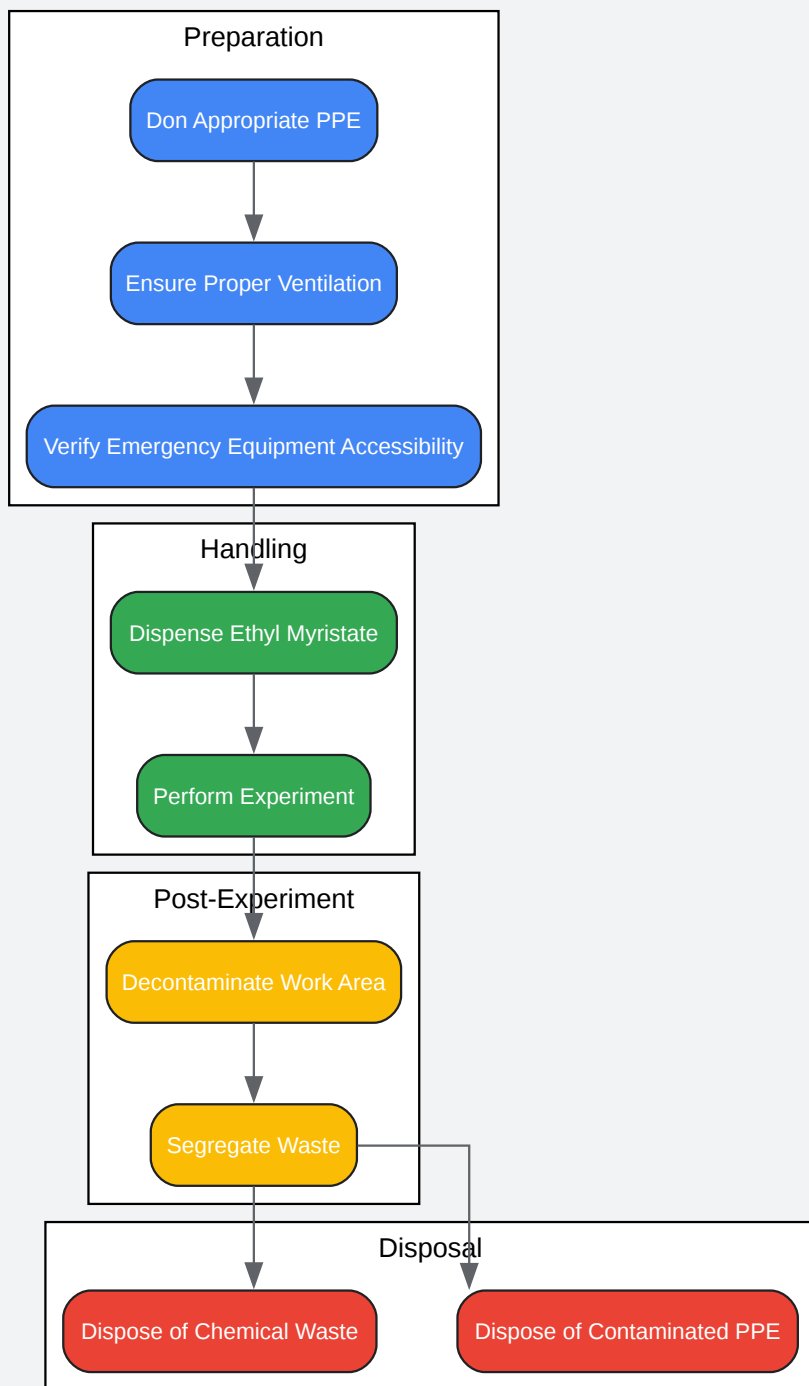 Preparation
Don Appropriate PPE
Ensure Proper Ventilation
Verify Emergency Equipment Accessibility
Handling
Dispense Ethyl Myristate
Perform Experiment
Post-Experiment
Decontaminate Work Area
Segregate Waste
Disposal
Dispose of Chemical Waste
Dispose of Contaminated PPE